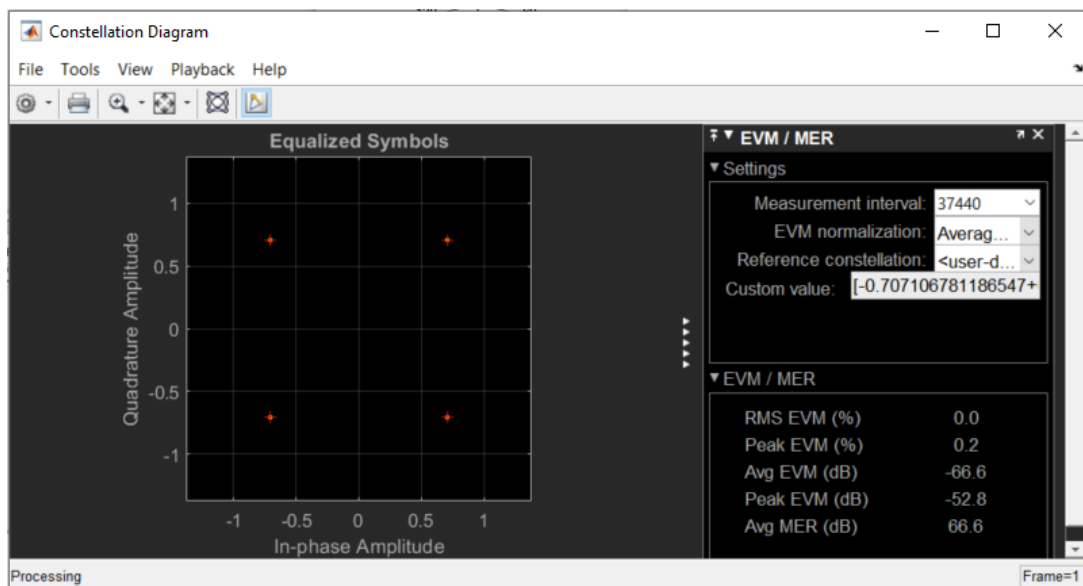 Constellation Diagram
File Tools View Playback Help
Equalized Symbols
1
0.5
0
-0.5
-1
Quadrature Amplitude
-1 -0.5 0 0.5 1
In-phase Amplitude
EVM / MER
Settings
Measurement interval: 37440
EVM normalization: Averag...
Reference constellation: <user-d...
Custom value: [-0.707106781186547+
EVM / MER
RMS EVM (%) 0.0
Peak EVM (%) 0.2
Avg EVM (dB) -66.6
Peak EVM (dB) -52.8
Avg MER (dB) 66.6
Processing Frame=1